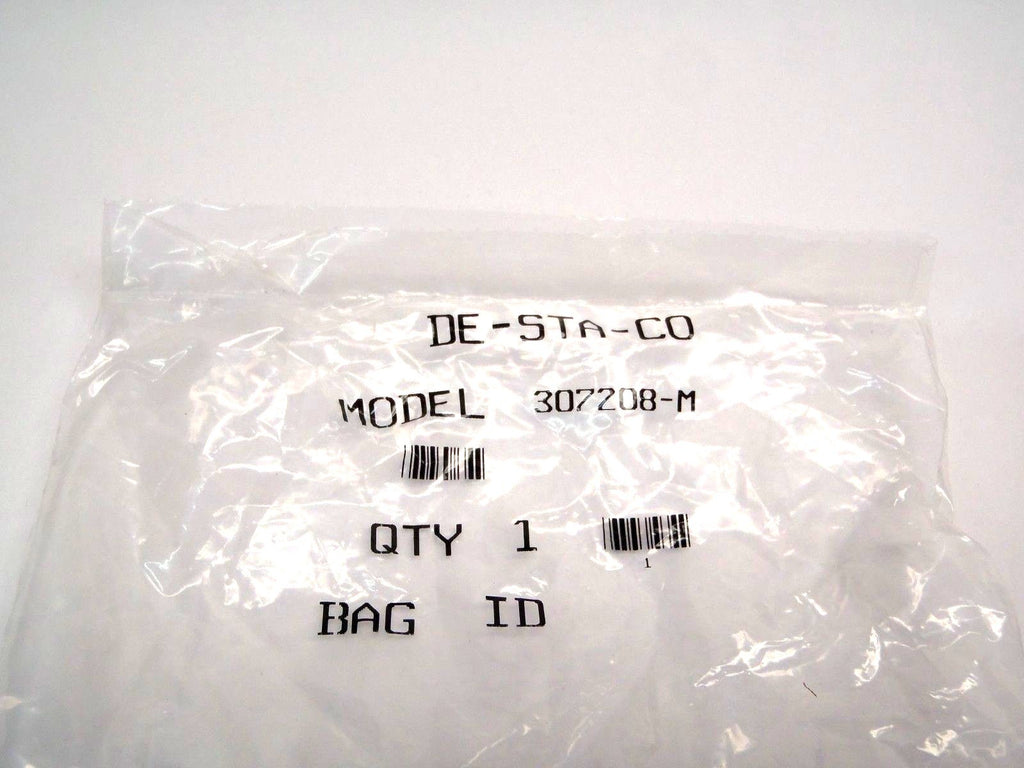 DE-STA-CO
MODEL 307208-M
QTY 1
1
BAG ID